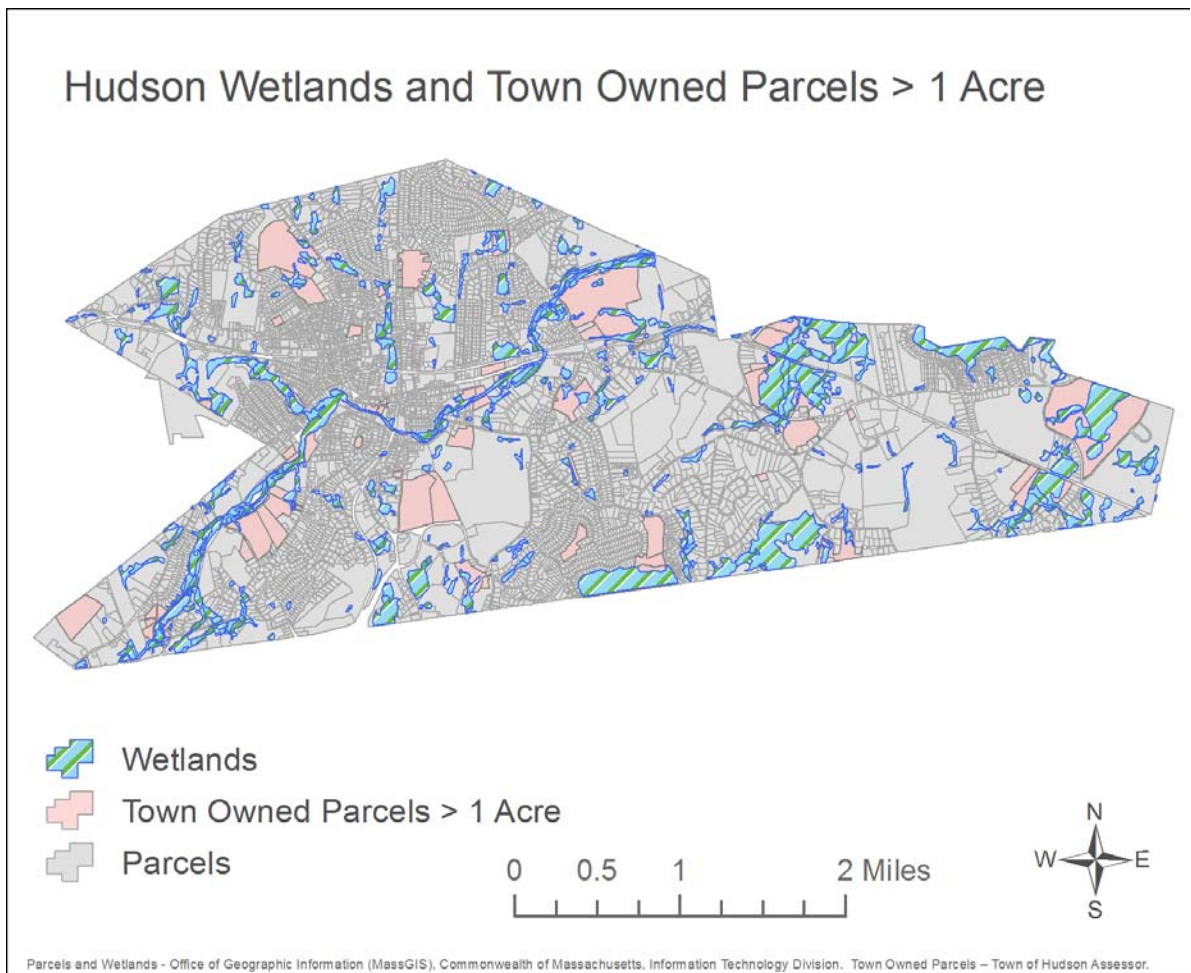 Hudson Wetlands and Town Owned Parcels > 1 Acre
Wetlands
Town Owned Parcels > 1 Acre
Parcels
0 0.5 1 2 Miles
N
W E
S
Parcels and Wetlands - Office of Geographic Information (MassGIS), Commonwealth of Massachusetts, Information Technology Division. Town Owned Parcels – Town of Hudson Assessor.